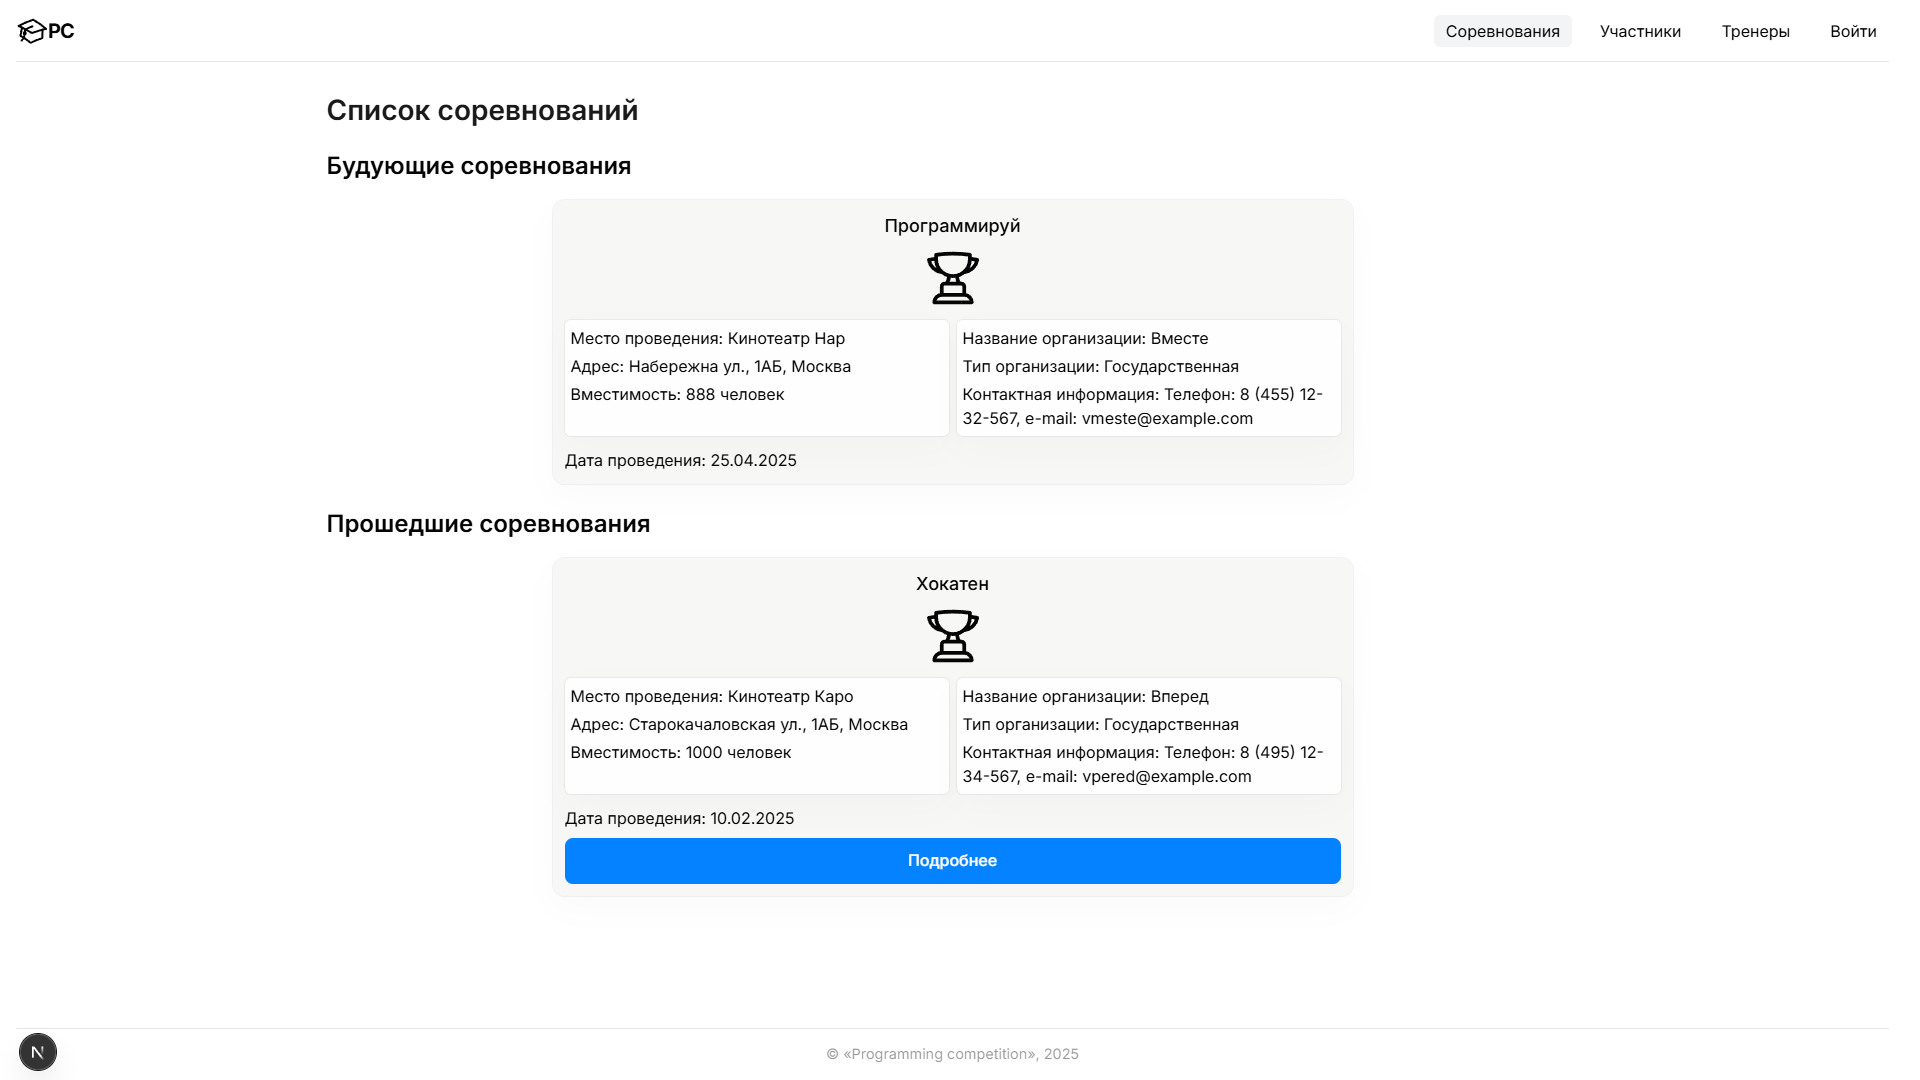 PC
Соревнования
Участники
Тренеры
Войти
Список соревнований
Будующие соревнования
Программируй
Место проведения: Кинотеатр Нар
Адрес: Набережна ул., 1АБ, Москва
Вместимость: 888 человек
Название организации: Вместе
Тип организации: Государственная
Контактная информация: Телефон: 8 (455) 12-
32-567, e-mail: vmeste@example.com
Дата проведения: 25.04.2025
Прошедшие соревнования
Хокатен
Место проведения: Кинотеатр Каро
Адрес: Старокачаловская ул., 1АБ, Москва
Вместимость: 1000 человек
Название организации: Вперед
Тип организации: Государственная
Контактная информация: Телефон: 8 (495) 12-
34-567, e-mail: vpered@example.com
Дата проведения: 10.02.2025
Подробнее
N
© «Programming competition», 2025